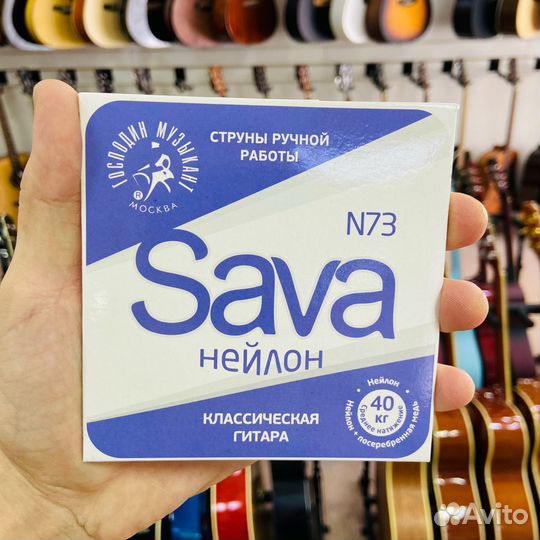 ГОСПОДИН МУЗЫКАНТ
®
МОСКВА
СТРУНЫ РУЧНОЙ
РАБОТЫ
N73
Sava
нейлон
КЛАССИЧЕСКАЯ
ГИТАРА
Нейлон
40
кг
Среднее натяжение
Нейлон + посеребренная медь
Avito